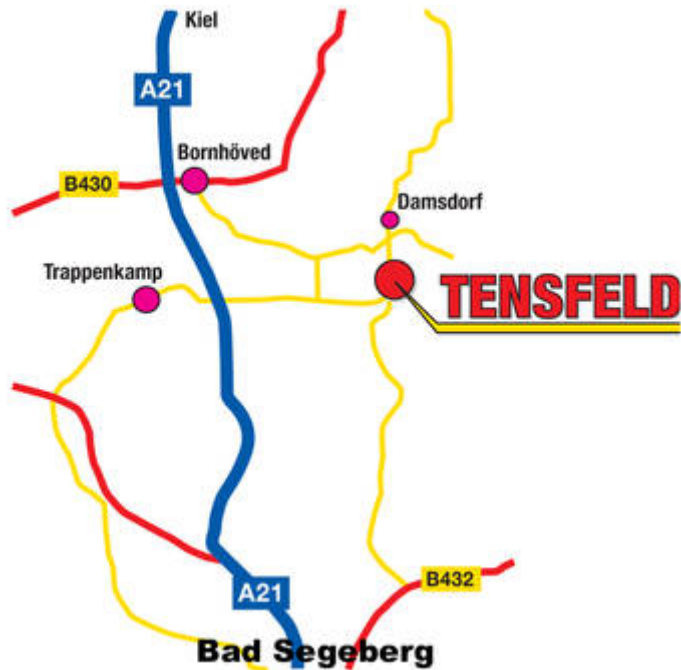 Kiel
A21
Bornhöved
B430
Damsdorf
Trappenkamp
TENSFELD
B432
A21
Bad Segeberg